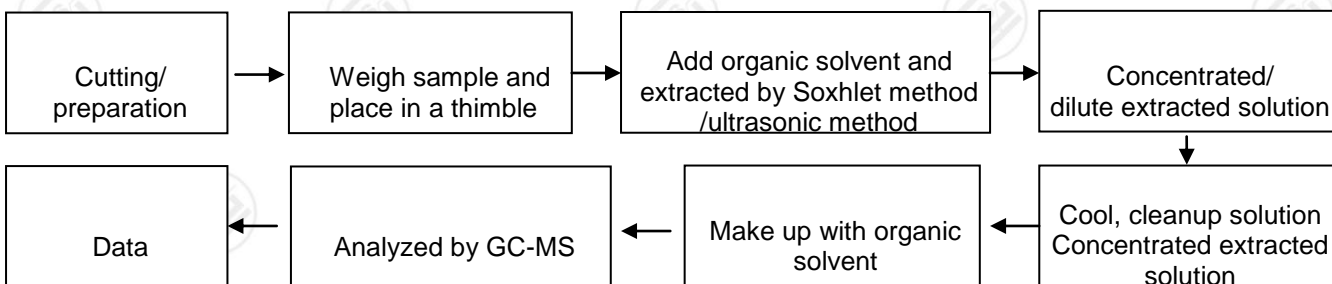 Cutting/
preparation
Weigh sample and
place in a thimble
Add organic solvent and
extracted by Soxhlet method
/ultrasonic method
Concentrated/
dilute extracted solution
Cool, cleanup solution
Concentrated extracted
solution
Make up with organic
solvent
Analyzed by GC-MS
Data